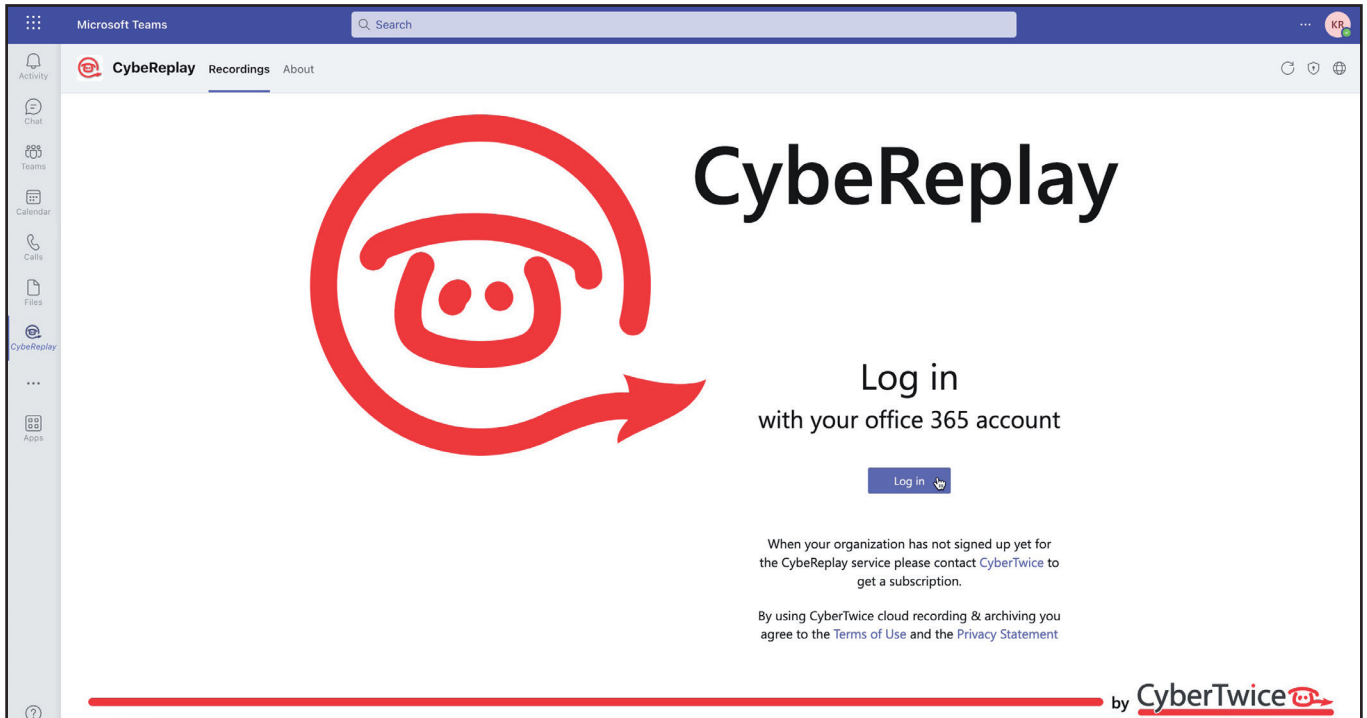 Microsoft Teams
Search
KR
Activity
Chat
Teams
Calendar
Calls
Files
CybeReplay
Apps
CybeReplay Recordings About
CybeReplay
Log in
with your office 365 account
Log in
When your organization has not signed up yet for
the CybeReplay service please contact CyberTwice to
get a subscription.
By using CyberTwice cloud recording & archiving you
agree to the Terms of Use and the Privacy Statement
by CyberTwice